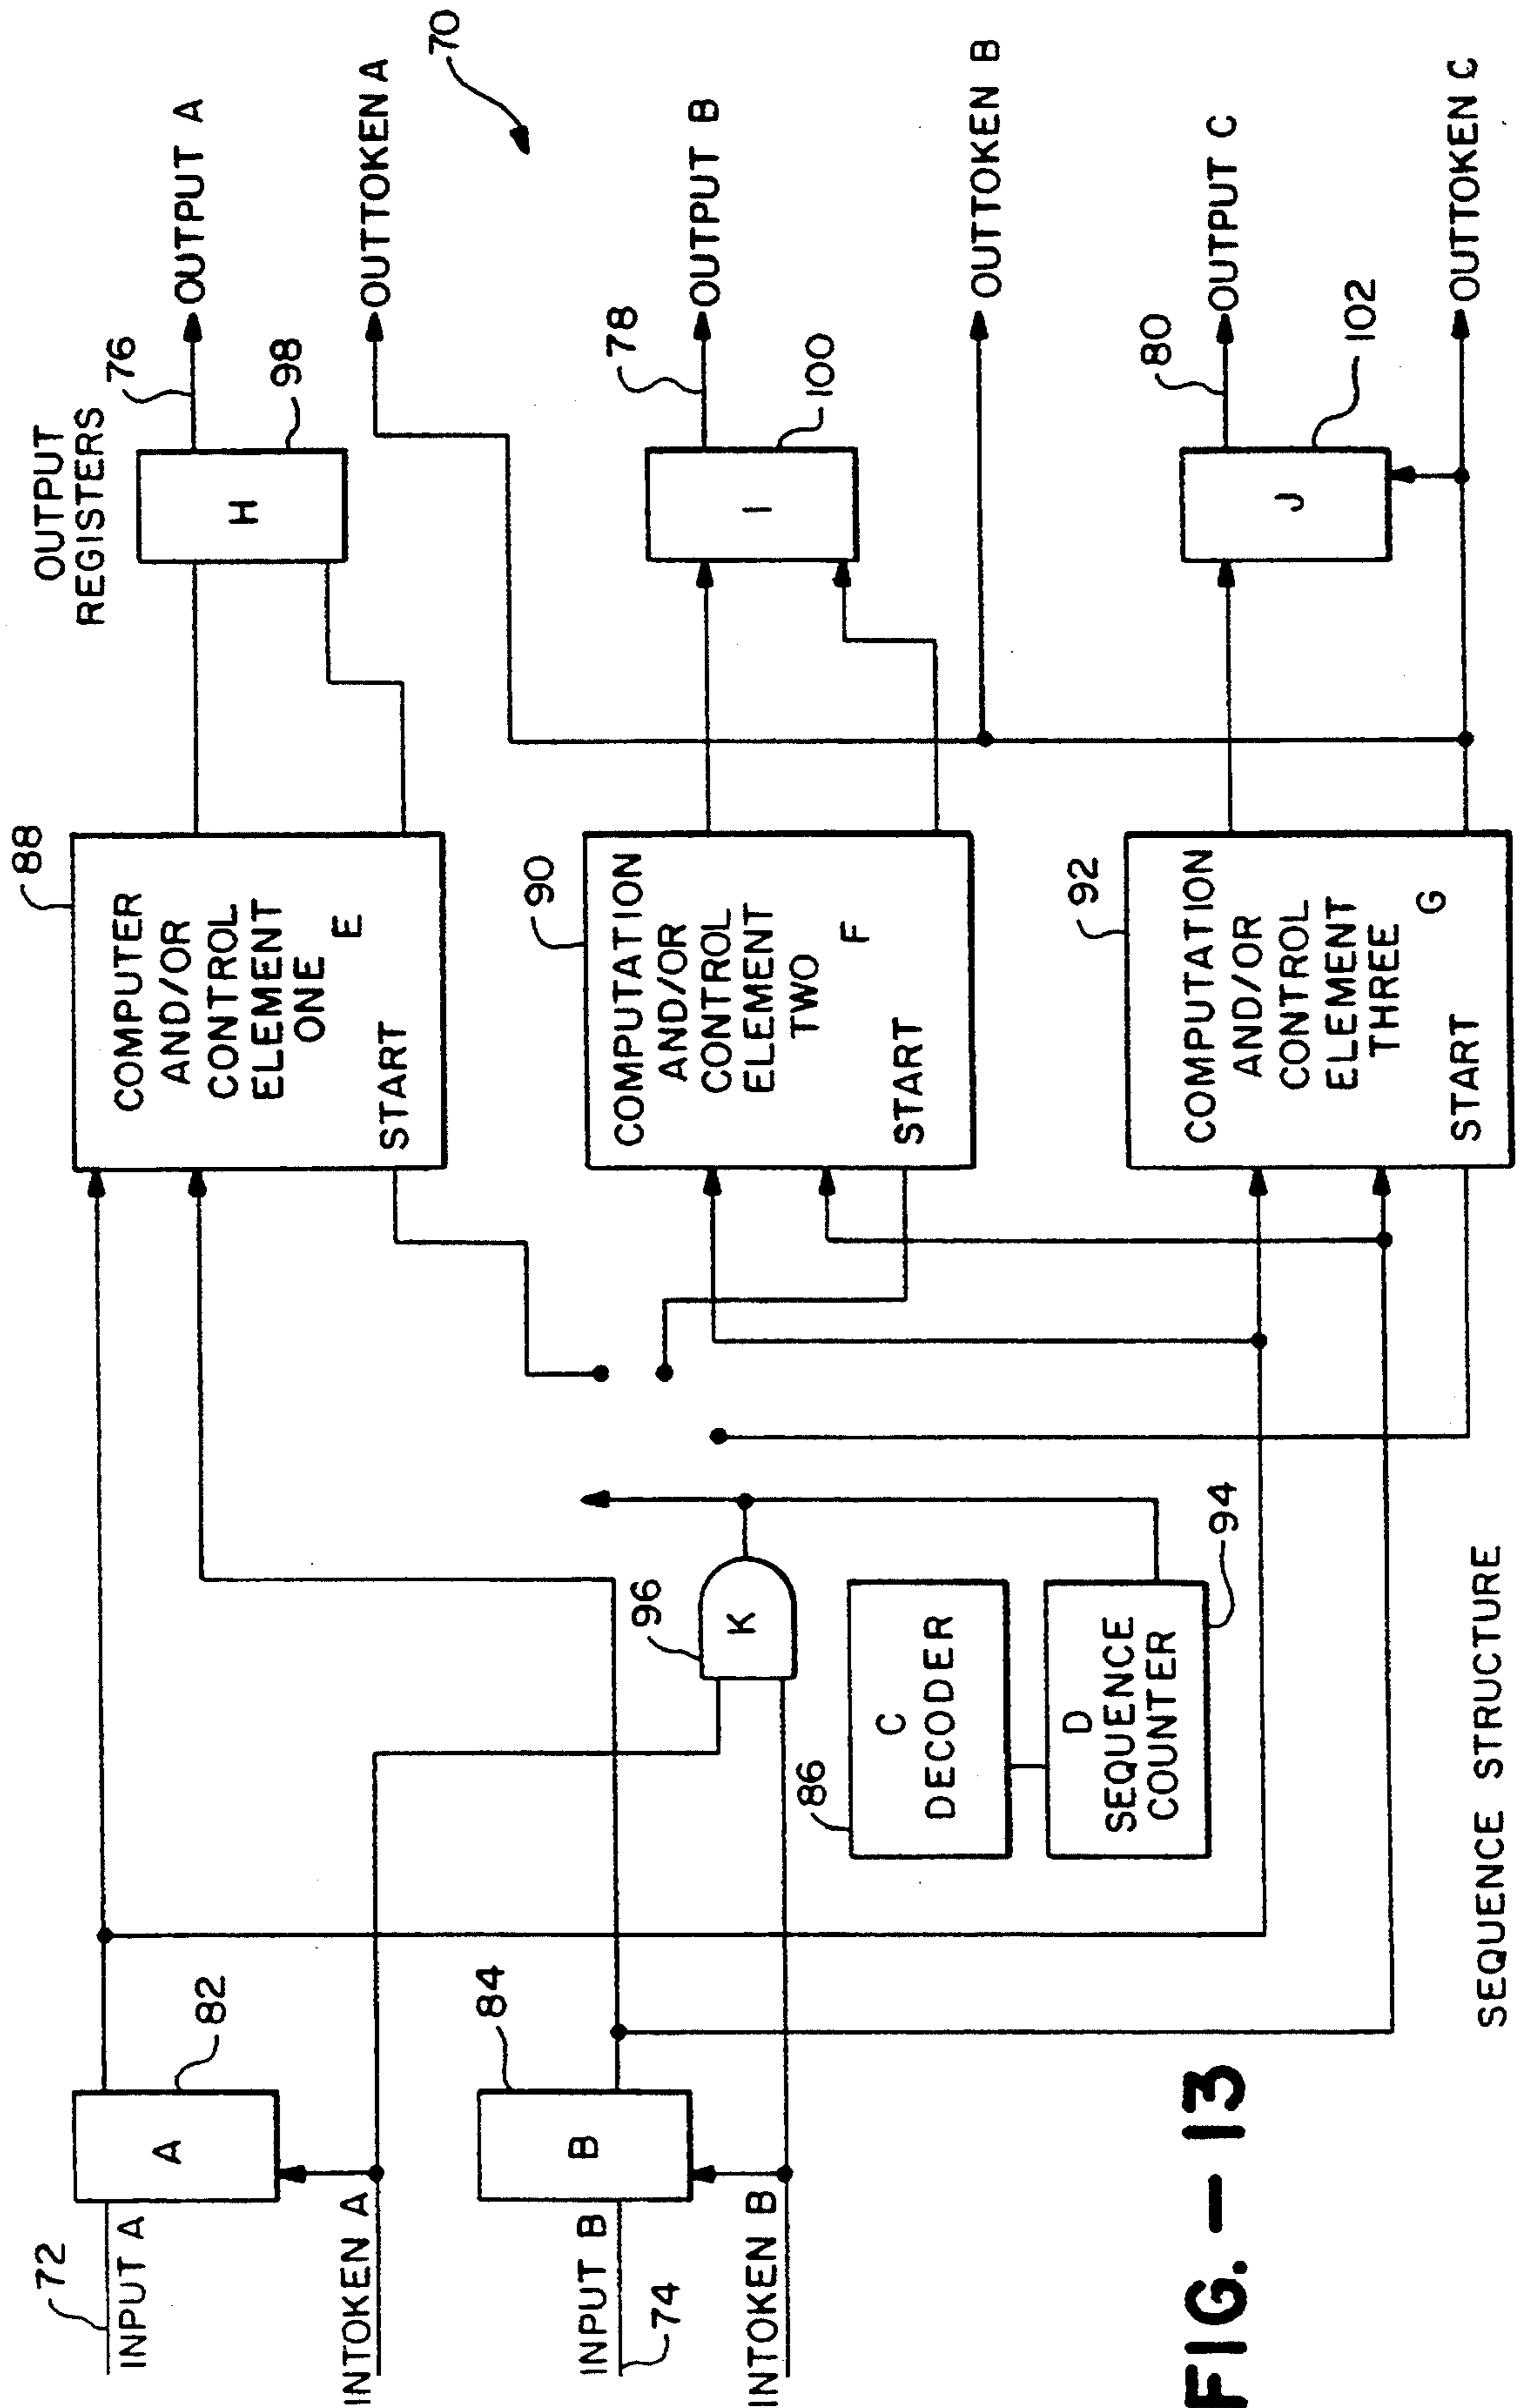 72
INPUT A
A
82
INTOKEN A
74
INPUT B
B
84
INTOKEN B
K
96
86
C
DECODER
D
SEQUENCE
COUNTER
94
88
COMPUTER
AND/OR
CONTROL
ELEMENT
ONE
E
START
90
COMPUTATION
AND/OR
CONTROL
ELEMENT
TWO
F
START
92
COMPUTATION
AND/OR
CONTROL
ELEMENT
THREE
G
START
OUTPUT
REGISTERS
H
98
76
OUTPUT A
OUTTOKEN A
70
I
100
78
OUTPUT B
OUTTOKEN B
J
102
80
OUTPUT C
OUTTOKEN C
SEQUENCE STRUCTURE
FIG.—13